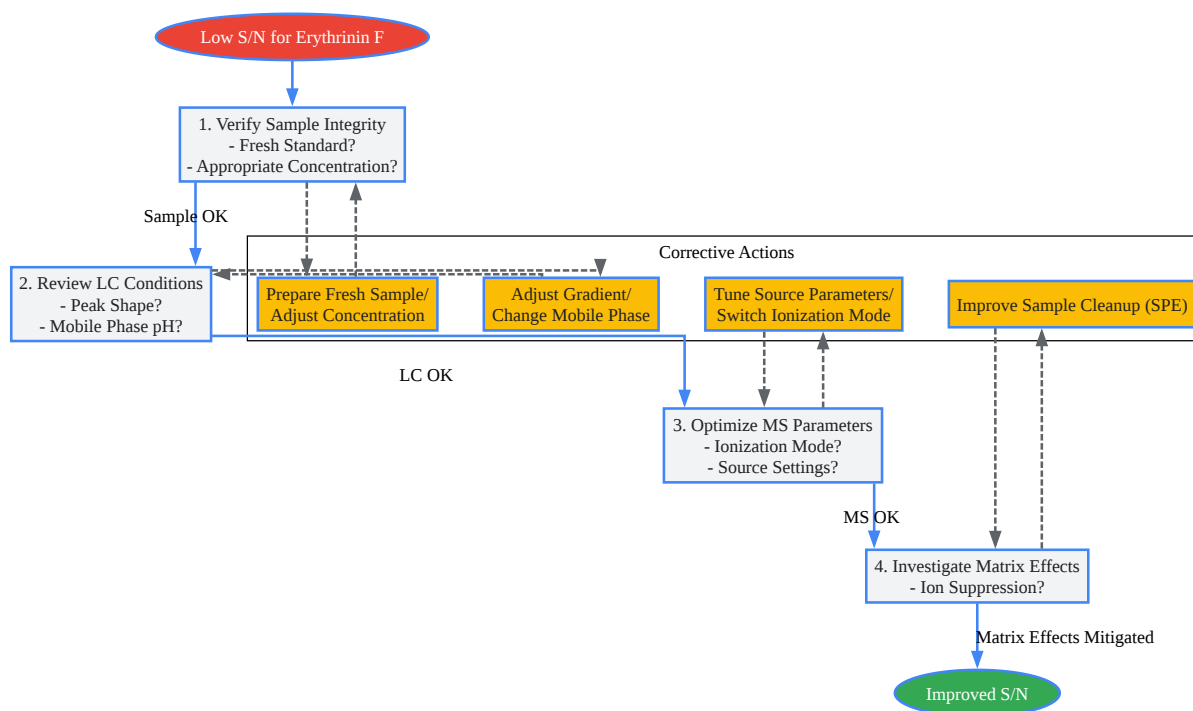 Low S/N for Erythrinin F
1. Verify Sample Integrity
- Fresh Standard?
- Appropriate Concentration?
Sample OK
Corrective Actions
2. Review LC Conditions
- Peak Shape?
- Mobile Phase pH?
Prepare Fresh Sample/
Adjust Concentration
Adjust Gradient/
Change Mobile Phase
Tune Source Parameters/
Switch Ionization Mode
Improve Sample Cleanup (SPE)
LC OK
3. Optimize MS Parameters
- Ionization Mode?
- Source Settings?
MS OK
4. Investigate Matrix Effects
- Ion Suppression?
Matrix Effects Mitigated
Improved S/N